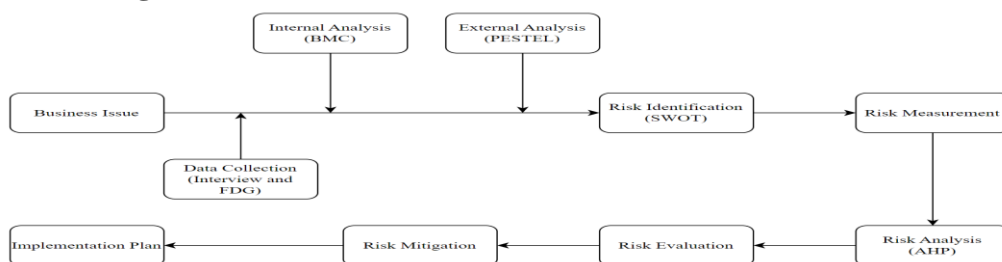 Internal Analysis
(BMC)
External Analysis
(PESTEL)
Business Issue
Risk Identification
(SWOT)
Risk Measurement
Data Collection
(Interview and
FDG)
Implementation Plan
Risk Mitigation
Risk Evaluation
Risk Analysis
(AHP)